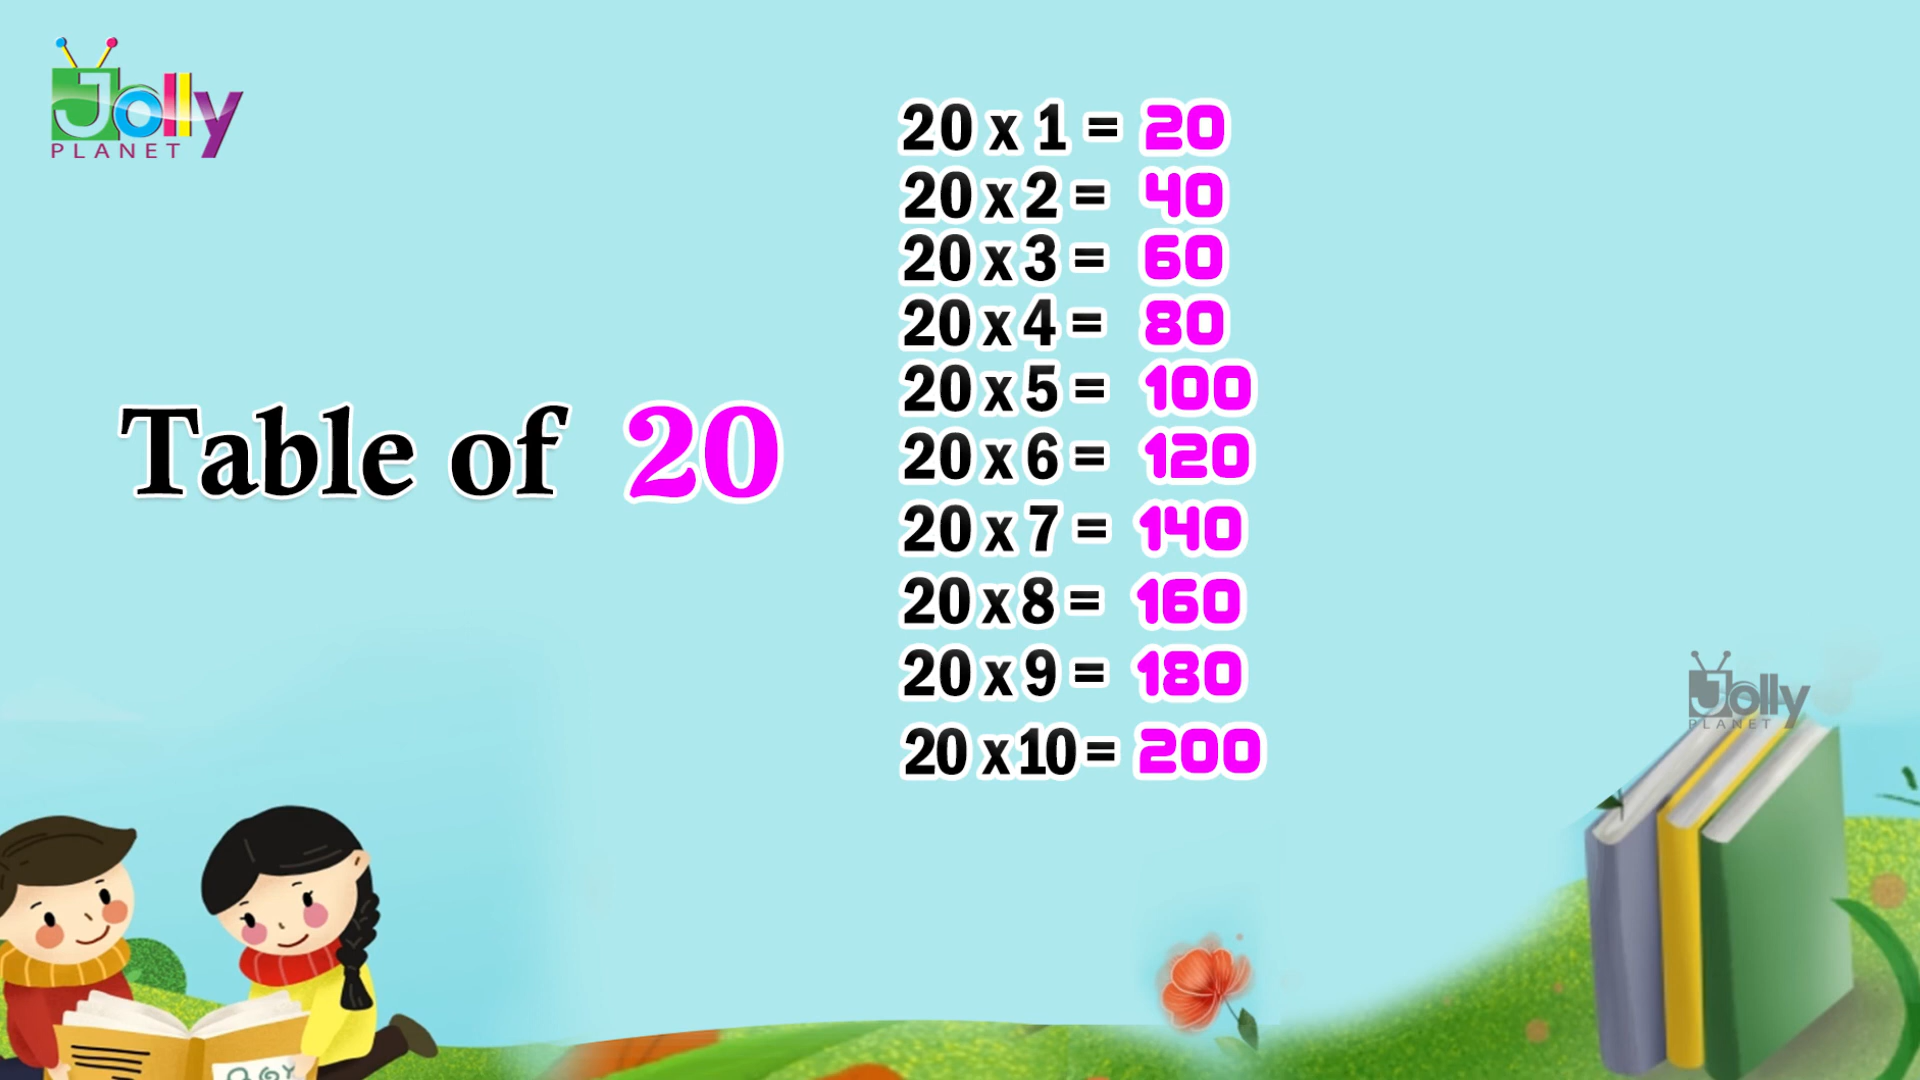 Jolly
PLANET
Table of 20
20 x 1 = 20
20 x 2 = 40
20 x 3 = 60
20 x 4 = 80
20 x 5 = 100
20 x 6 = 120
20 x 7 = 140
20 x 8 = 160
20 x 9 = 180
20 x 10 = 200
Jolly
PLANET